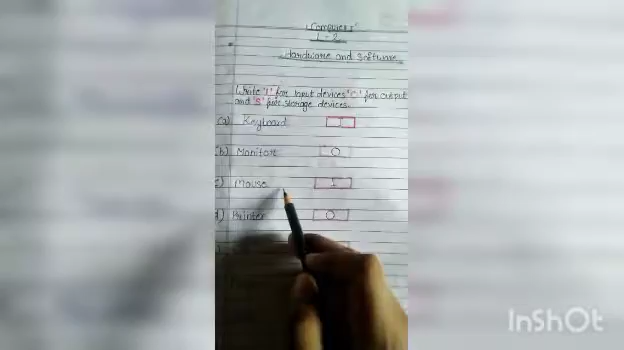 Computer
L - 2
Hardware and Software
Write 'I' for input devices 'O' for output
and 'S' for storage devices.
(a) Keyboard I
(b) Monitor O
c) Mouse I
d) Printer O
InShOt